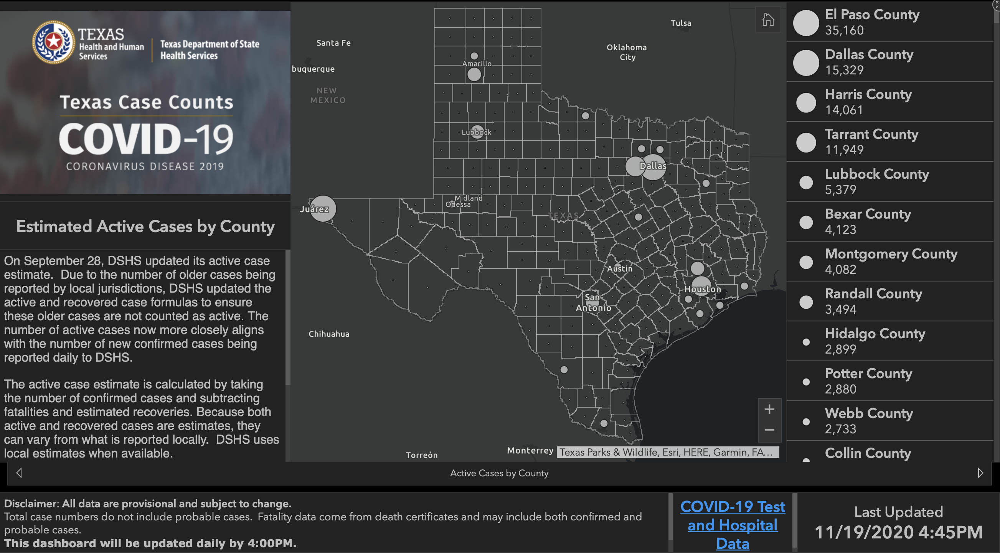 TEXAS
Health and Human
Services
Texas Department of State
Health Services
Texas Case Counts
COVID-19
CORONAVIRUS DISEASE 2019
Estimated Active Cases by County
On September 28, DSHS updated its active case
estimate.  Due to the number of older cases being
reported by local jurisdictions, DSHS updated the
active and recovered case formulas to ensure
these older cases are not counted as active. The
number of active cases now more closely aligns
with the number of new confirmed cases being
reported daily to DSHS.
The active case estimate is calculated by taking
the number of confirmed cases and subtracting
fatalities and estimated recoveries. Because both
active and recovered cases are estimates, they
can vary from what is reported locally.  DSHS uses
local estimates when available.
Tulsa
Santa Fe
Oklahoma
City
Amarillo
buquerque
NEW
MEXICO
Lubbock
Dallas
Midland
Odessa
Juárez
TEXAS
Austin
Houston
San
Antonio
Chihuahua
Monterrey
Torreón
Texas Parks & Wildlife, Esri, HERE, Garmin, FA...
+
−
El Paso County
35,160
Dallas County
15,329
Harris County
14,061
Tarrant County
11,949
Lubbock County
5,379
Bexar County
4,123
Montgomery County
4,082
Randall County
3,494
Hidalgo County
2,899
Potter County
2,880
Webb County
2,733
Collin County
Active Cases by County
Disclaimer: All data are provisional and subject to change.
Total case numbers do not include probable cases.  Fatality data come from death certificates and may include both confirmed and
probable cases.
This dashboard will be updated daily by 4:00PM.
COVID-19 Test
and Hospital
Data
Last Updated
11/19/2020 4:45PM